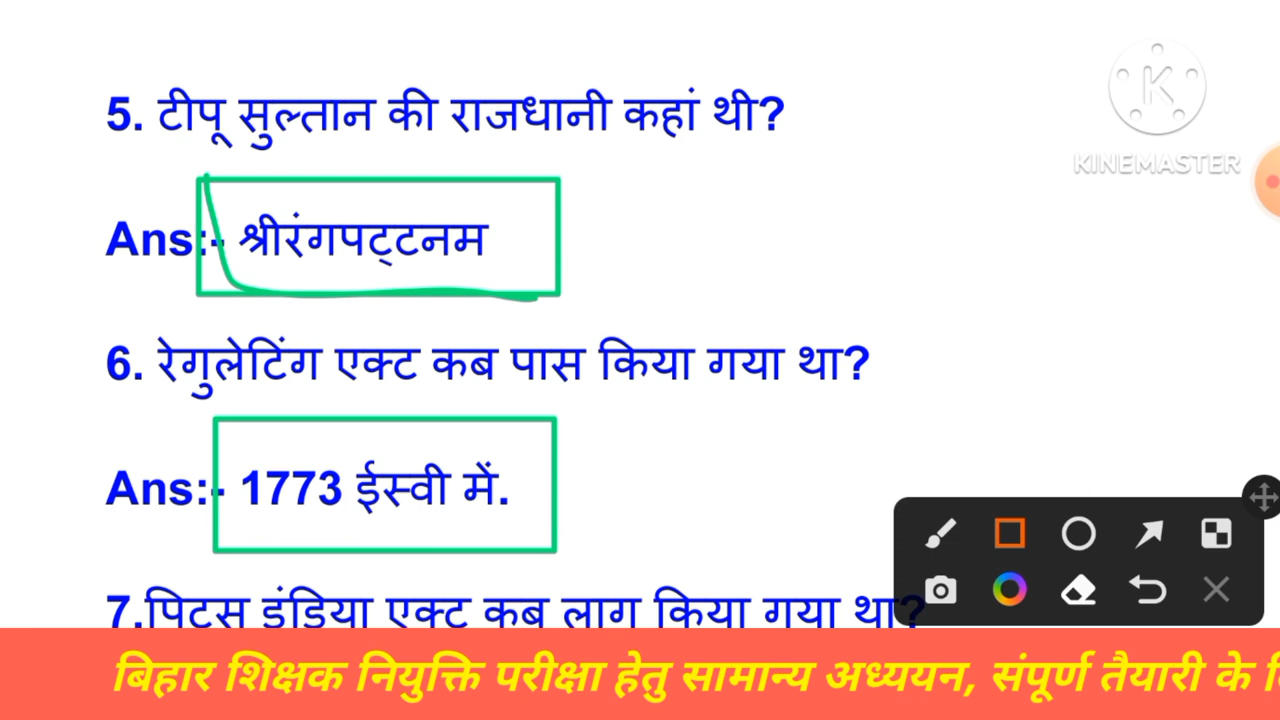 5. टीपू सुल्तान की राजधानी कहां थी?
KINEMASTER
Ans:- श्रीरंगपट्टनम
6. रेगुलेटिंग एक्ट कब पास किया गया था?
Ans:- 1773 ईस्वी में.
7.पिट्स इंडिया एक्ट कब लागू किया गया था?
बिहार शिक्षक नियुक्ति परीक्षा हेतु सामान्य अध्ययन, संपूर्ण तैयारी के